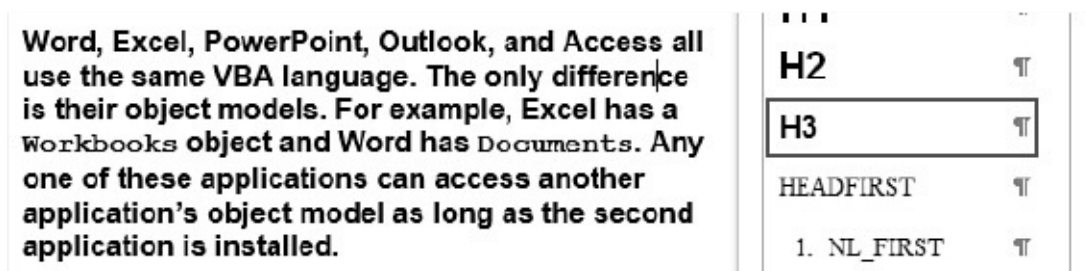 Word, Excel, PowerPoint, Outlook, and Access all
use the same VBA language. The only difference
is their object models. For example, Excel has a
Workbooks object and Word has Documents. Any
one of these applications can access another
application's object model as long as the second
application is installed.
H2 ¶
H3 ¶
HEADFIRST ¶
1. NL_FIRST ¶